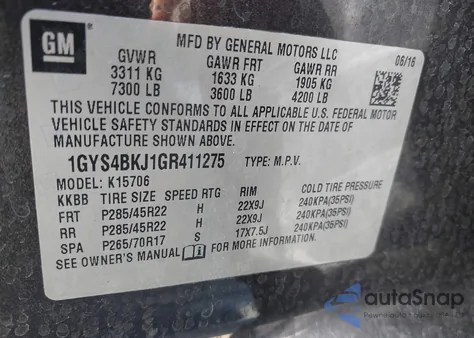 GM
MFD BY GENERAL MOTORS LLC
06/16
GVWR GAWR FRT GAWR RR
3311 KG 1633 KG 1905 KG
7300 LB 3600 LB 4200 LB
THIS VEHICLE CONFORMS TO ALL APPLICABLE U.S. FEDERAL MOTOR
VEHICLE SAFETY STANDARDS IN EFFECT ON THE DATE OF
MANUFACTURE SHOWN ABOVE.
1GYS4BKJ1GR411275 TYPE: M.P.V.
MODEL: K15706
KKBB TIRE SIZE SPEED RTG RIM COLD TIRE PRESSURE
FRT P285/45R22 H 22X9J 240KPA(35PSI)
RR P285/45R22 H 22X9J 240KPA(35PSI)
SPA P265/70R17 S 17X7.5J 240KPA(35PSI)
SEE OWNER'S MANUAL FOR MORE INFORMATION
autaSnap